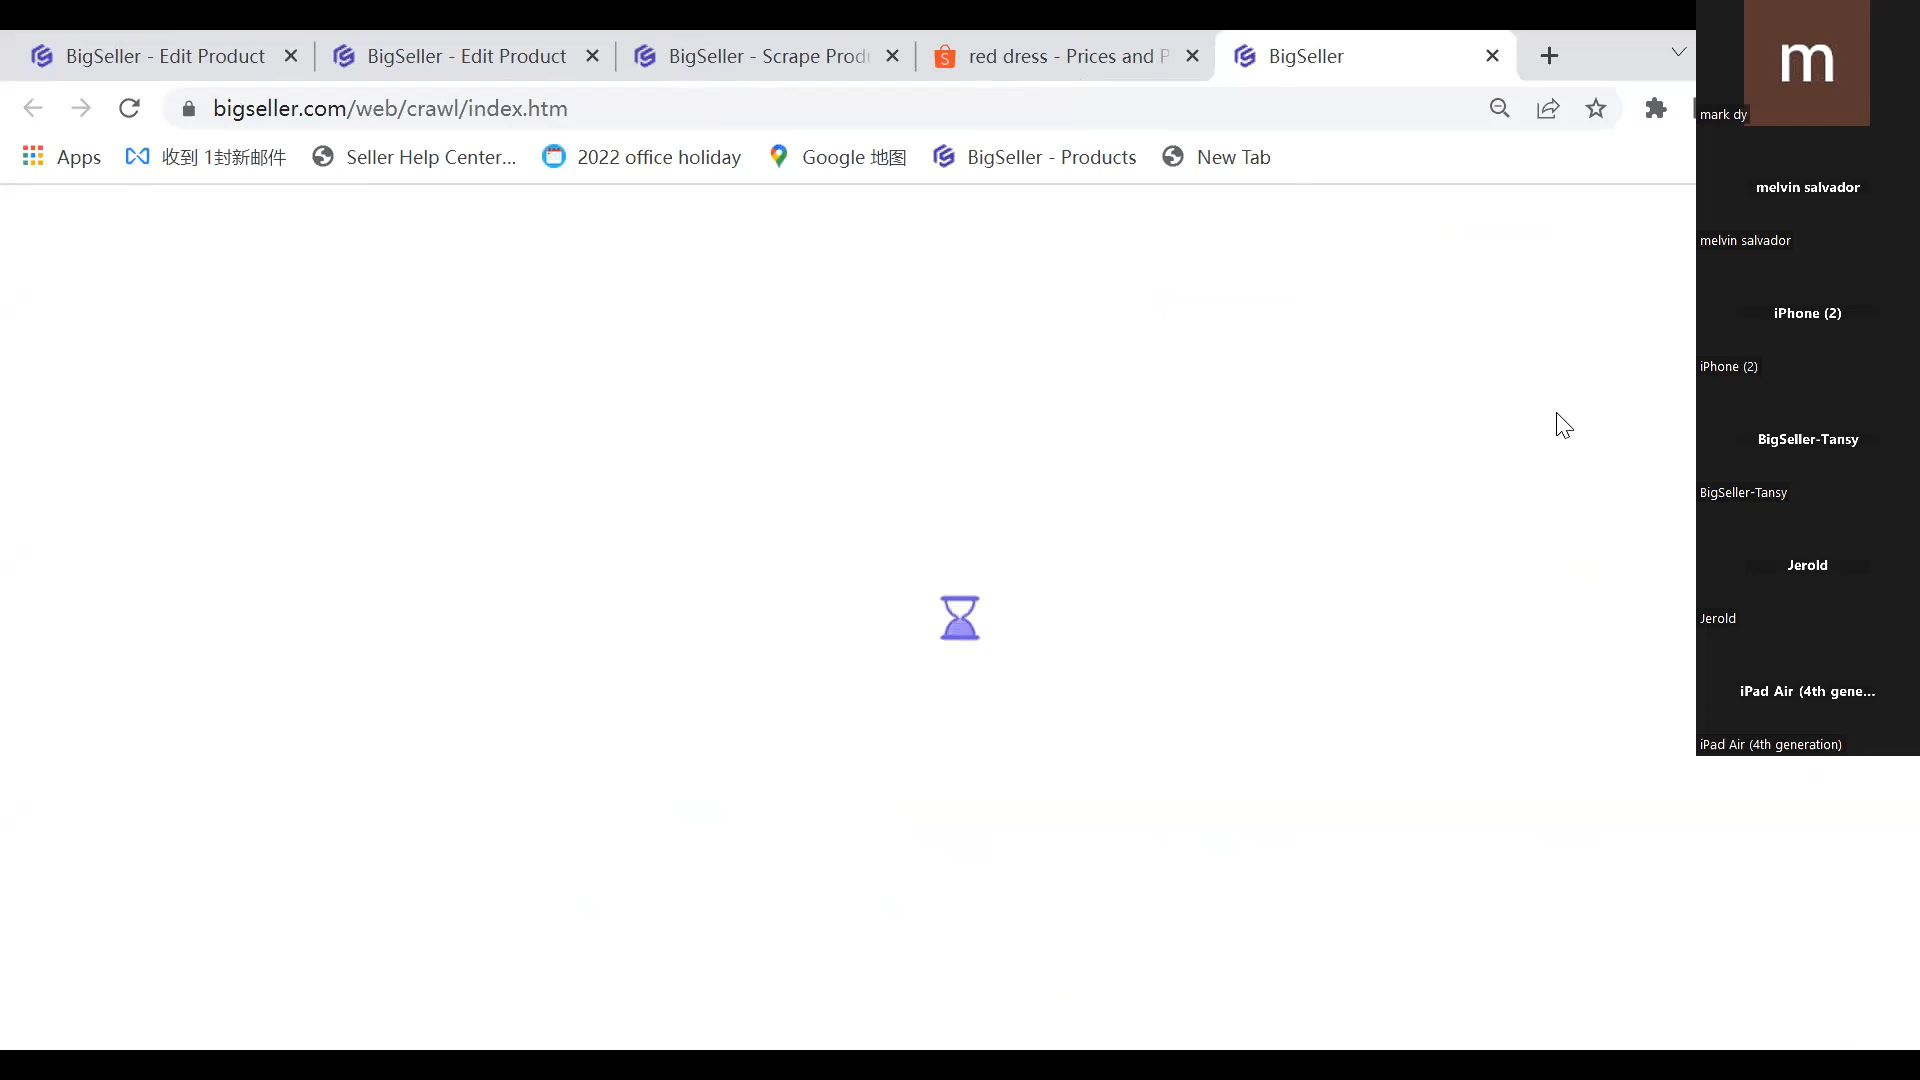 BigSeller - Edit Product
BigSeller - Edit Product
BigSeller - Scrape Prod
red dress - Prices and P
BigSeller
bigseller.com/web/crawl/index.htm
Apps
收到 1封新邮件
Seller Help Center...
2022 office holiday
Google 地图
BigSeller - Products
New Tab
m
mark dy
melvin salvador
melvin salvador
iPhone (2)
iPhone (2)
BigSeller-Tansy
BigSeller-Tansy
Jerold
Jerold
iPad Air (4th gene...
iPad Air (4th generation)